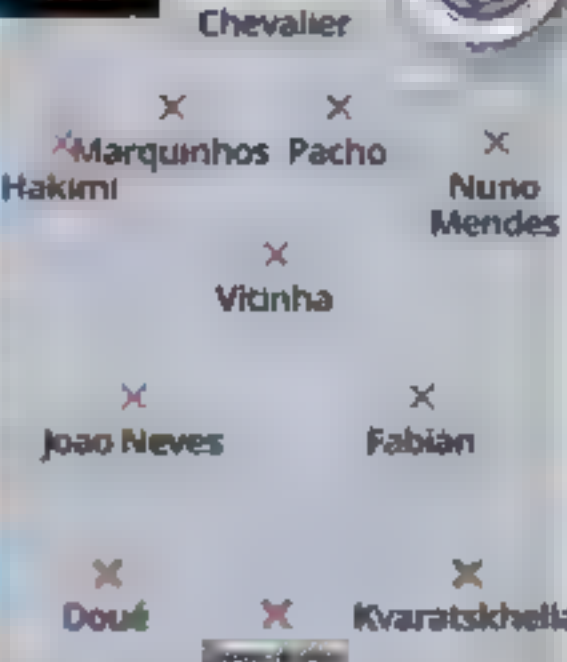 Chevalier
Marquinhos Pacho
Hakimi Nuno
Mendes
Vitinha
Joao Neves Fabian
Doué Kvaratskhelia